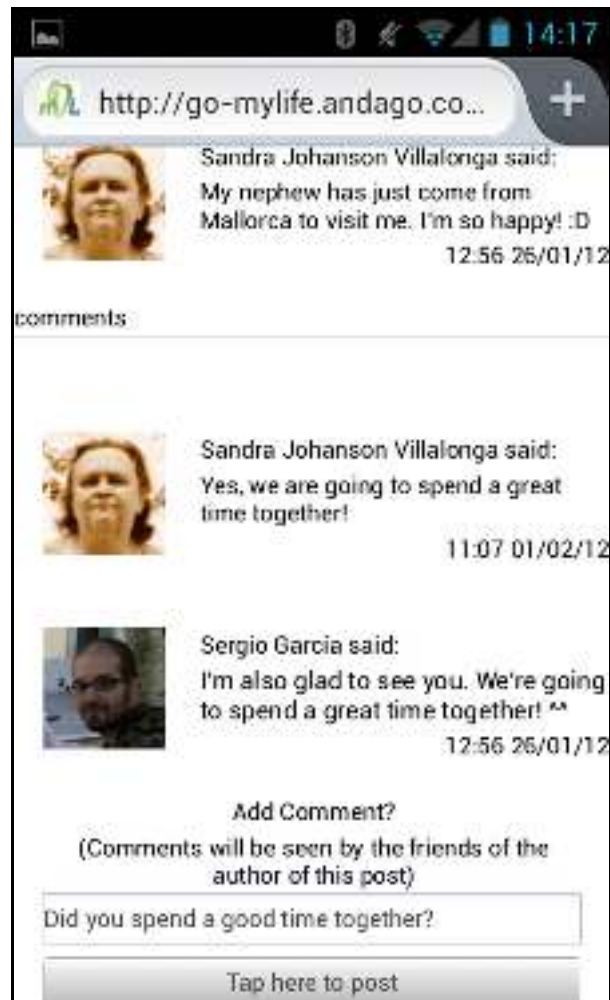 14:17
http://go-mylife.andago.co...
+
Sandra Johanson Villalonga said:
My nephew has just come from
Mallorca to visit me. I'm so happy! :D
12:56 26/01/12
comments
Sandra Johanson Villalonga said:
Yes, we are going to spend a great
time together!
11:07 01/02/12
Sergio Garcia said:
I'm also glad to see you. We're going
to spend a great time together! ^^
12:56 26/01/12
Add Comment?
(Comments will be seen by the friends of the
author of this post)
Did you spend a good time together?
Tap here to post